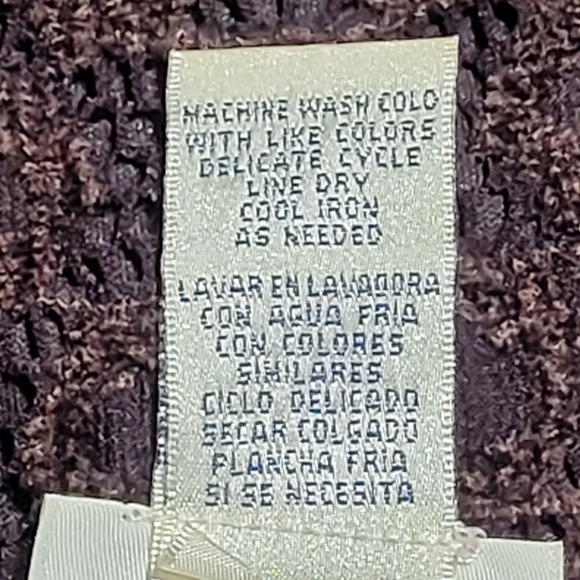 MACHINE WASH COLD
WITH LIKE COLORS
DELICATE CYCLE
LINE DRY
COOL IRON
AS NEEDED
LAVAR EN LAVADORA
CON AGUA FRIA
CON COLORES
SIMILARES
CICLO DELICADO
SECAR COLGADO
PLANCHA FRIA
SI SE NECESITA